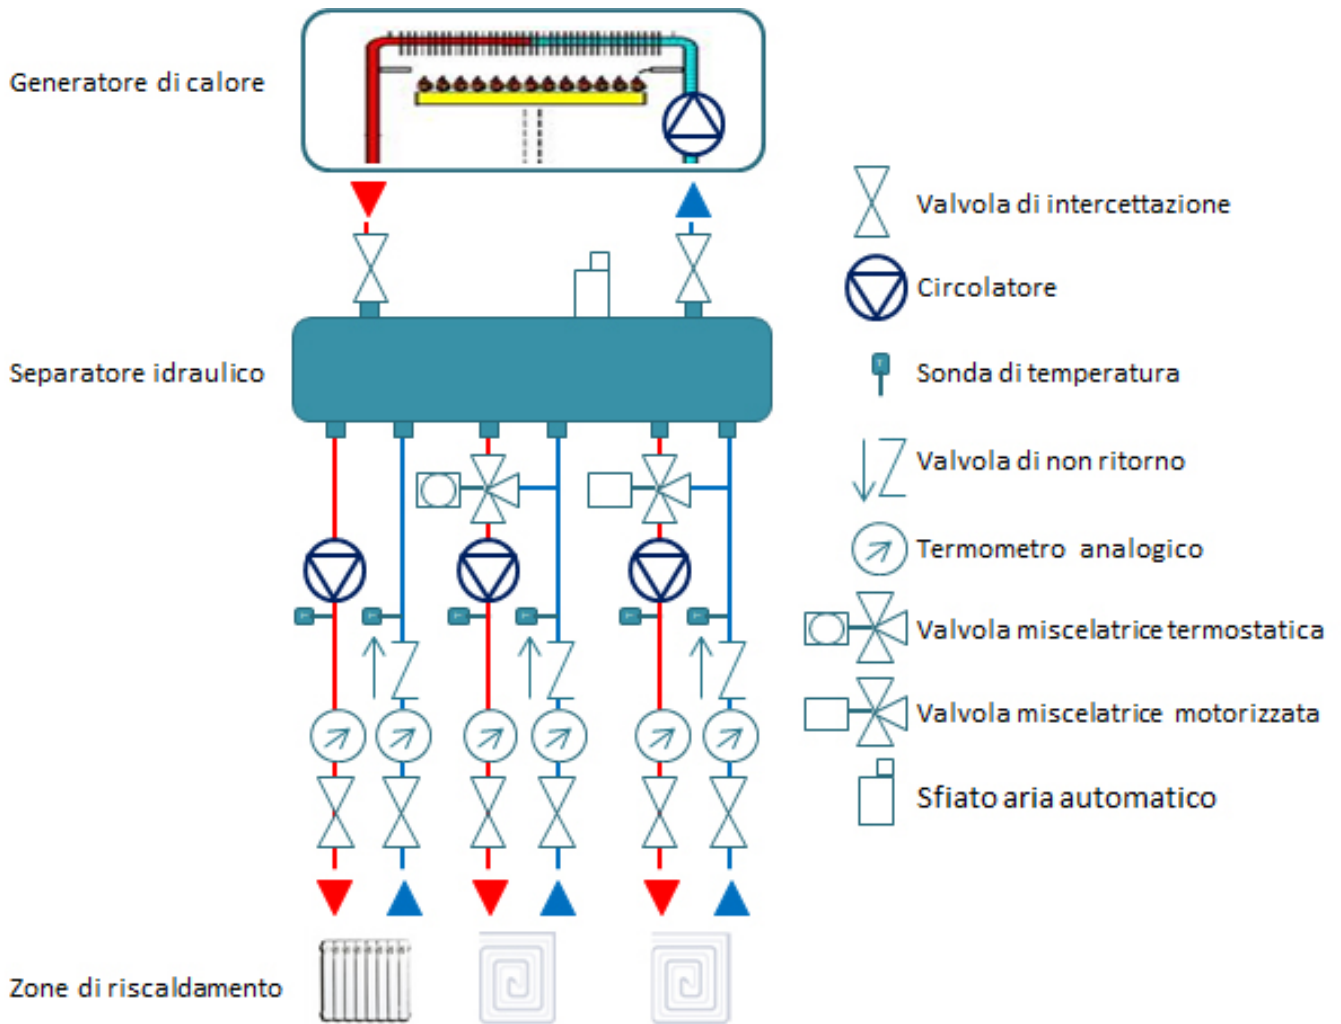 Generatore di calore
Valvola di intercettazione
Circolatore
Separatore idraulico
Sonda di temperatura
Valvola di non ritorno
Termometro analogico
Valvola miscelatrice termostatica
Valvola miscelatrice motorizzata
Sfiato aria automatico
Zone di riscaldamento